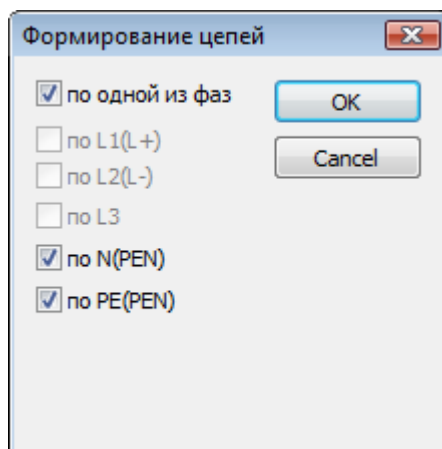 Формирование цепей
по одной из фаз
OK
по L1(L+)
Cancel
по L2(L-)
по L3
по N(PEN)
по PE(PEN)